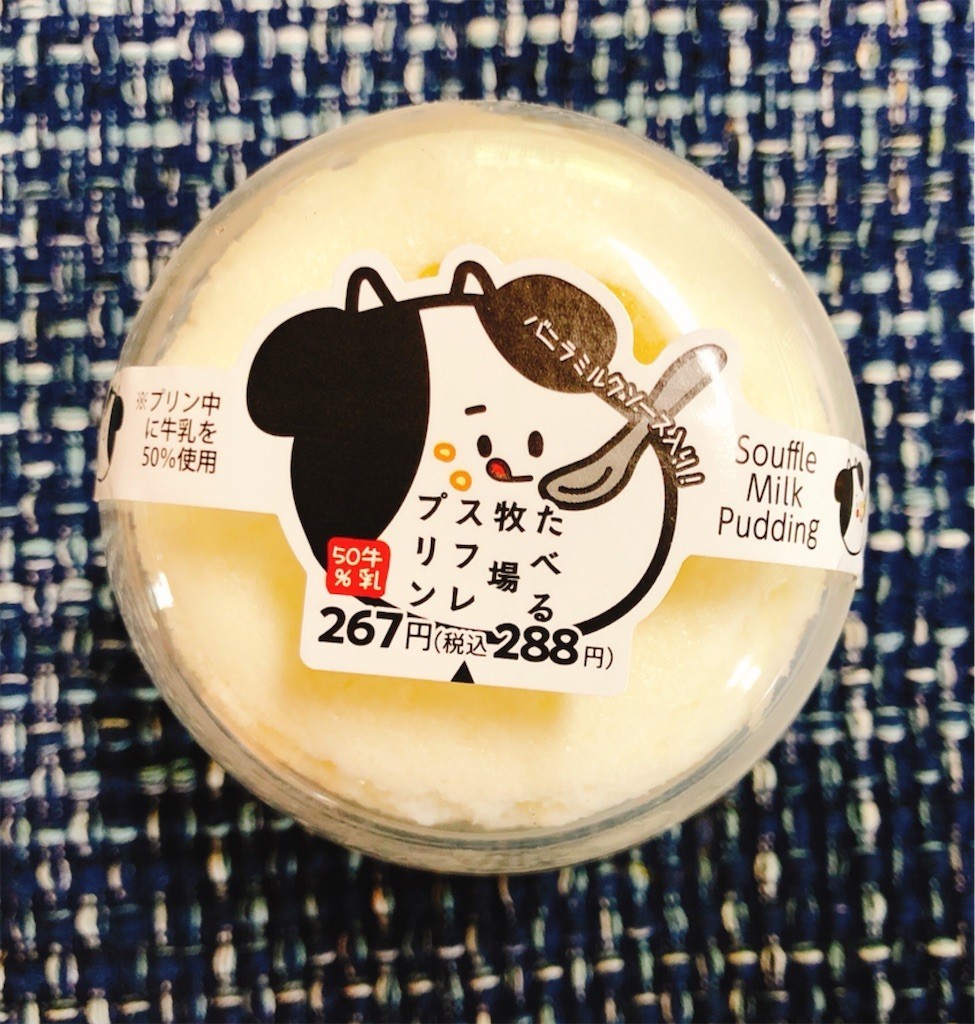 バニラミルクソース入り!!
※プリン中
に牛乳を
50%使用
Souffle
Milk
Pudding
たべる
牧場
スフレ
プリン
牛乳
50%
267円(税込288円)